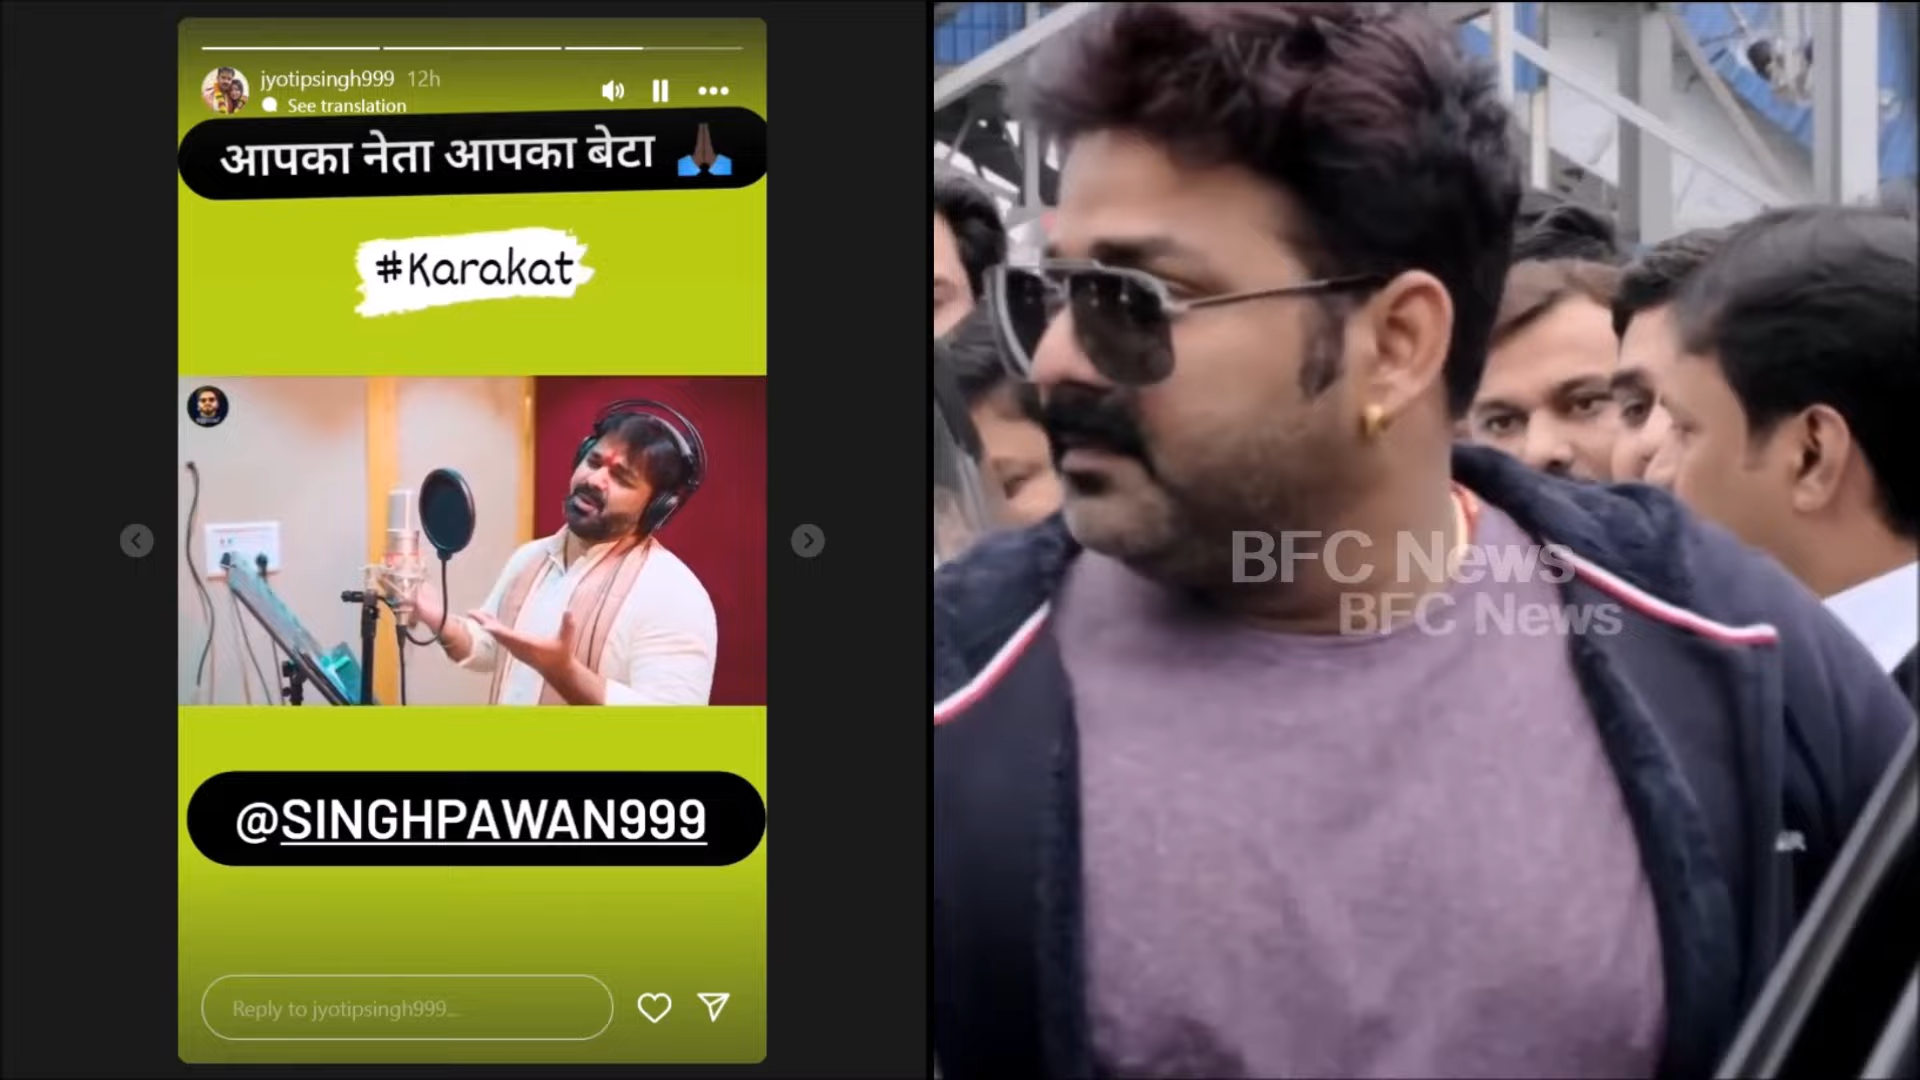 jyotipsingh999 12h
See translation
आपका नेता आपका बेटा
#Karakat
@SINGHPAWAN999
Reply to jyotipsingh999...
BFC News
BFC News